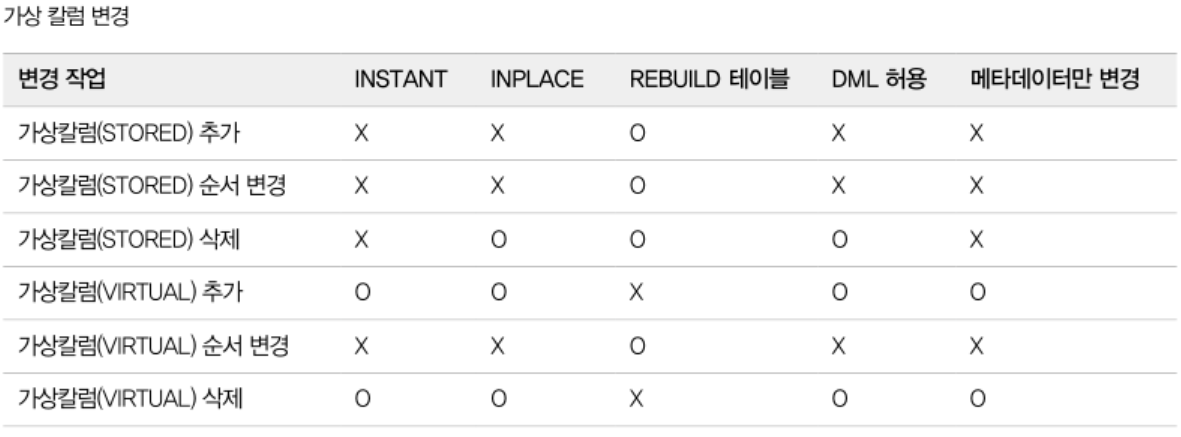 가상 칼럼 변경
변경 작업 INSTANT INPLACE REBUILD 테이블 DML 허용 메타데이터만 변경
가상칼럼(STORED) 추가 X X O X X
가상칼럼(STORED) 순서 변경 X X O X X
가상칼럼(STORED) 삭제 X O O O X
가상칼럼(VIRTUAL) 추가 O O X O O
가상칼럼(VIRTUAL) 순서 변경 X X O X X
가상칼럼(VIRTUAL) 삭제 O O X O O